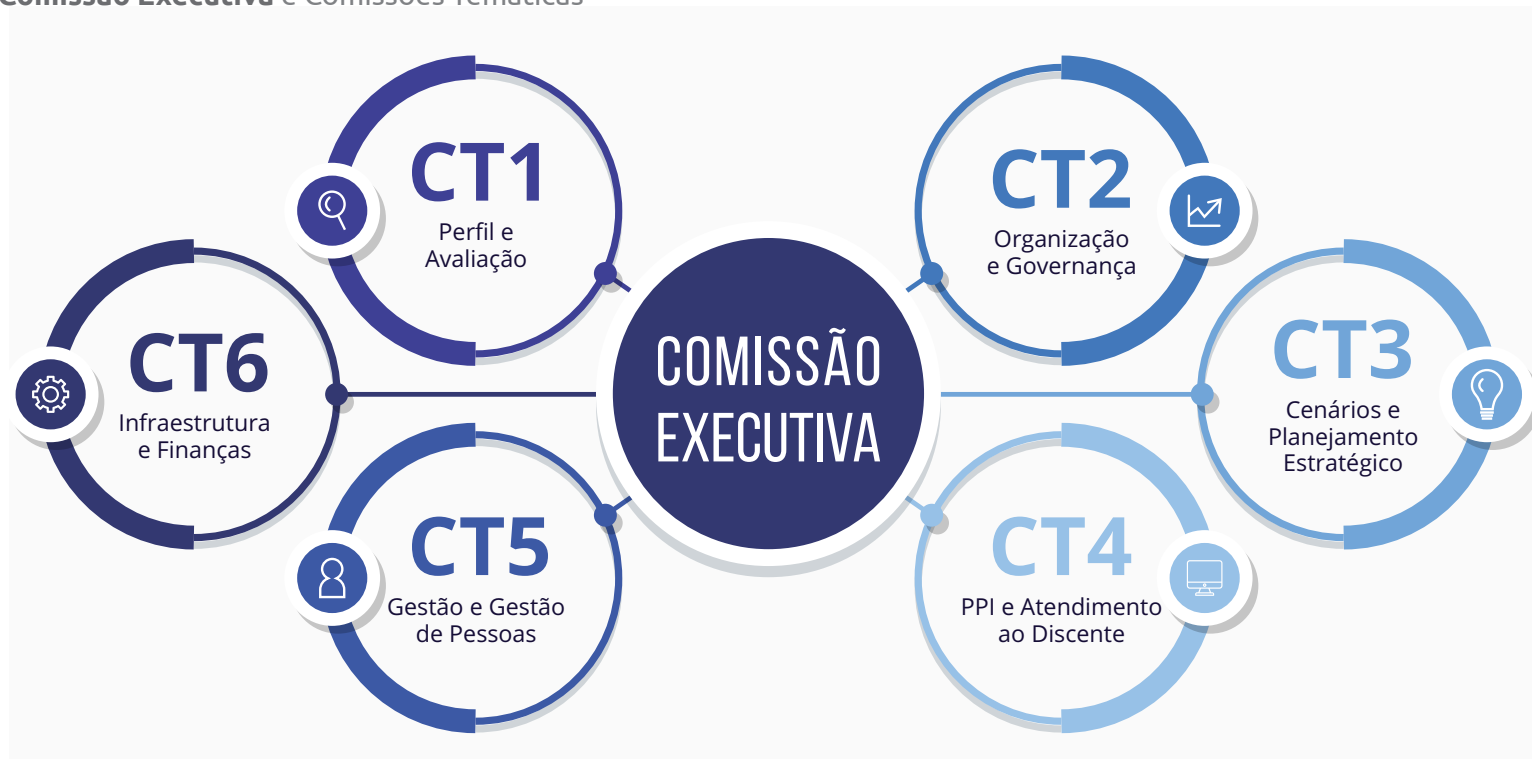 Comissão Executiva e Comissões Temáticas
CT1
Perfil e
Avaliação
CT2
Organização
e Governança
CT6
Infraestrutura
e Finanças
COMISSÃO
EXECUTIVA
CT3
Cenários e
Planejamento
Estratégico
CT5
Gestão e Gestão
de Pessoas
CT4
PPI e Atendimento
ao Discente